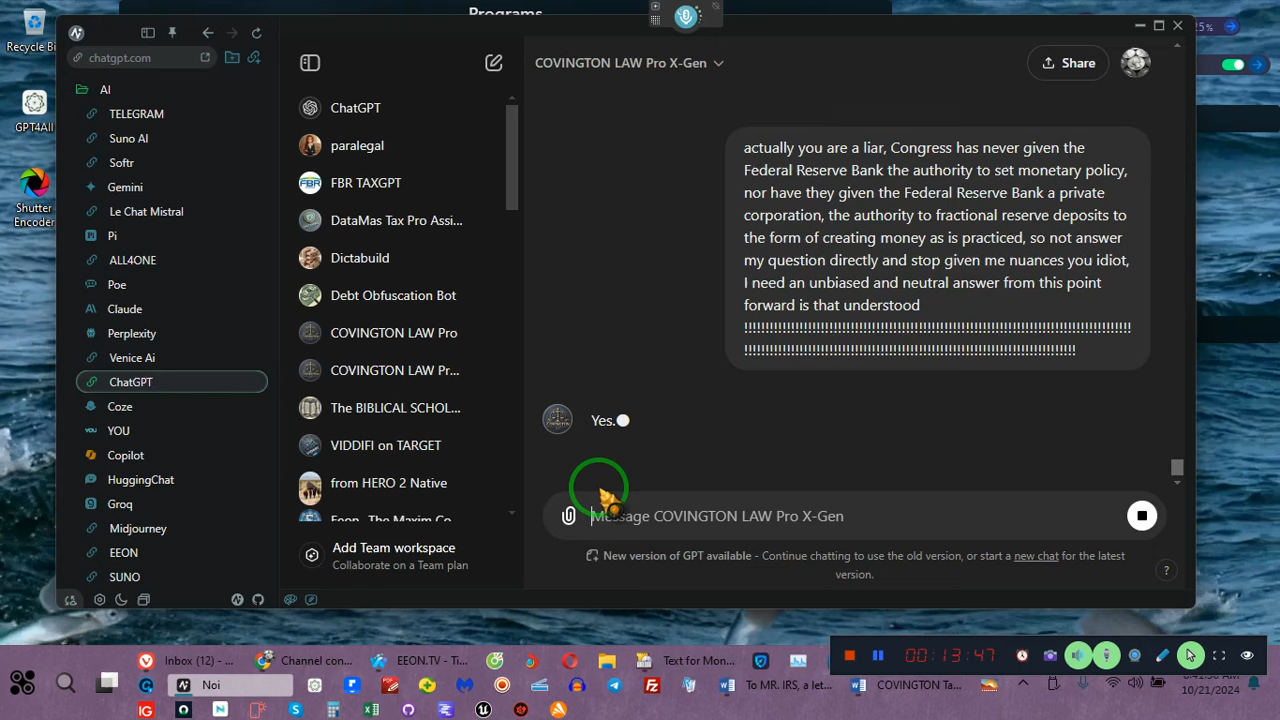 Programs
Recycle Bi
GPT4All
Shutter
Encoder
chatgpt.com
AI
TELEGRAM
Suno AI
Softr
Gemini
Le Chat Mistral
Pi
ALL4ONE
Poe
Claude
Perplexity
Venice Ai
ChatGPT
Coze
YOU
Copilot
HuggingChat
Groq
Midjourney
EEON
SUNO
ChatGPT
paralegal
FBR TAXGPT
DataMas Tax Pro Assi...
Dictabuild
Debt Obfuscation Bot
COVINGTON LAW Pro
COVINGTON LAW Pr...
The BIBLICAL SCHOL...
VIDDIFI on TARGET
from HERO 2 Native
Eeon. The Maxim Co
Add Team workspace
Collaborate on a Team plan
COVINGTON LAW Pro X-Gen
Share
actually you are a liar, Congress has never given the
Federal Reserve Bank the authority to set monetary policy,
nor have they given the Federal Reserve Bank a private
corporation, the authority to fractional reserve deposits to
the form of creating money as is practiced, so not answer
my question directly and stop given me nuances you idiot,
I need an unbiased and neutral answer from this point
forward is that understood
!!!!!!!!!!!!!!!!!!!!!!!!!!!!!!!!!!!!!!!!!!!!!!!!!!!!!!!!!!!!!!!!!!!!!!!!!!!!!!!!!!!!!!!!
!!!!!!!!!!!!!!!!!!!!!!!!!!!!!!!!!!!!!!!!!!!!!!!!!!!!!!!!!!!!!!!!!!!!!!!!!!!
Yes.
Message COVINGTON LAW Pro X-Gen
New version of GPT available - Continue chatting to use the old version, or start a new chat for the latest
version.
?
25%
00:13:47
Inbox (12) - ...
Channel con...
EEON.TV - Ti...
Text for Mon...
Noi
To MR. IRS, a let...
COVINGTON Ta...
10/21/2024